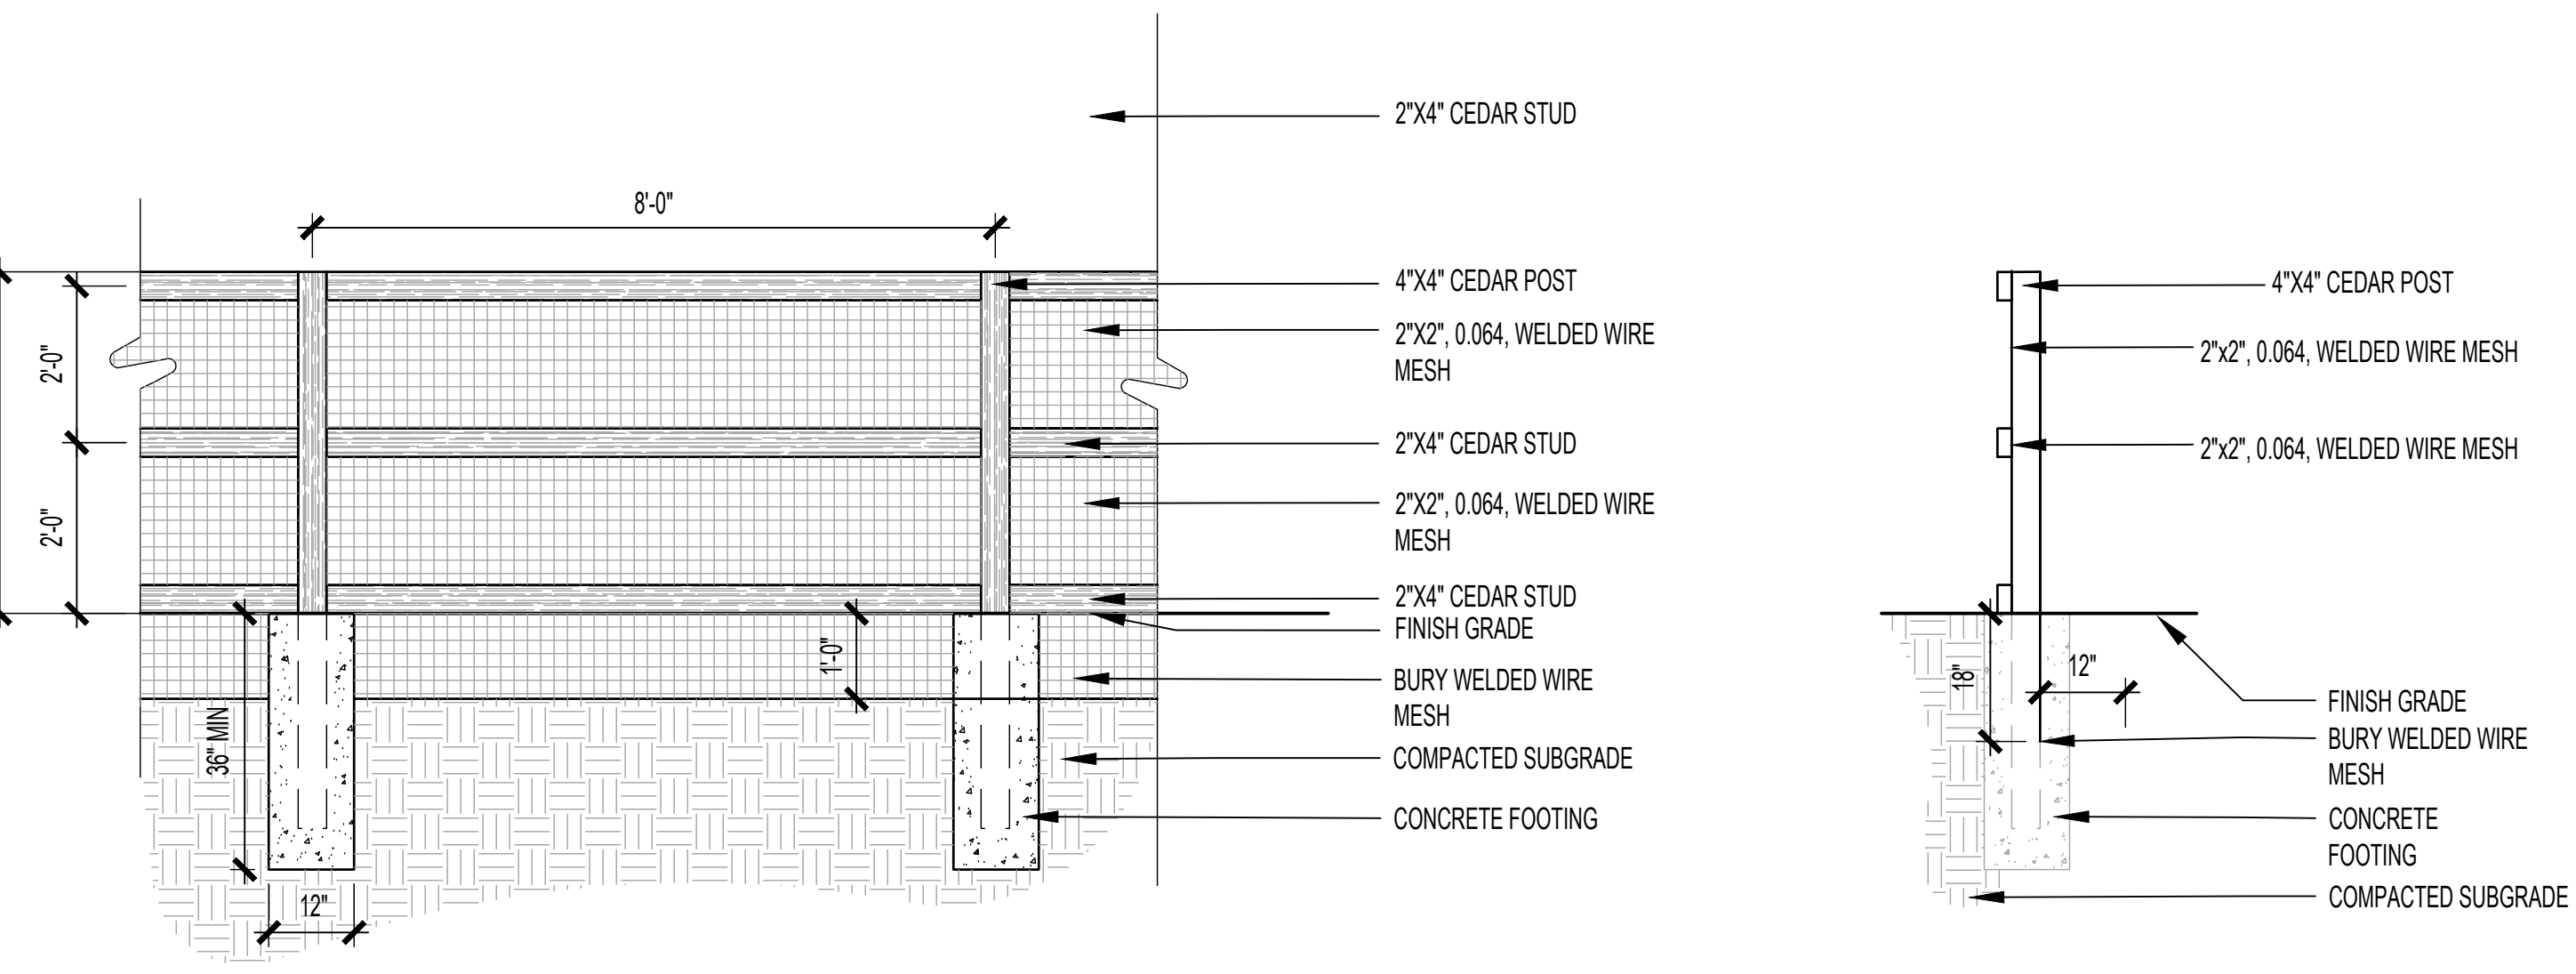 2"X4" CEDAR STUD
8'-0"
4"X4" CEDAR POST
2"X2", 0.064, WELDED WIRE
MESH
2'-0"
2"X4" CEDAR STUD
2"X2", 0.064, WELDED WIRE
MESH
2'-0"
2"X4" CEDAR STUD
FINISH GRADE
1'-0"
BURY WELDED WIRE
MESH
36" MIN
COMPACTED SUBGRADE
CONCRETE FOOTING
12"
4"X4" CEDAR POST
2"x2", 0.064, WELDED WIRE MESH
2"x2", 0.064, WELDED WIRE MESH
18"
12"
FINISH GRADE
BURY WELDED WIRE
MESH
CONCRETE
FOOTING
COMPACTED SUBGRADE